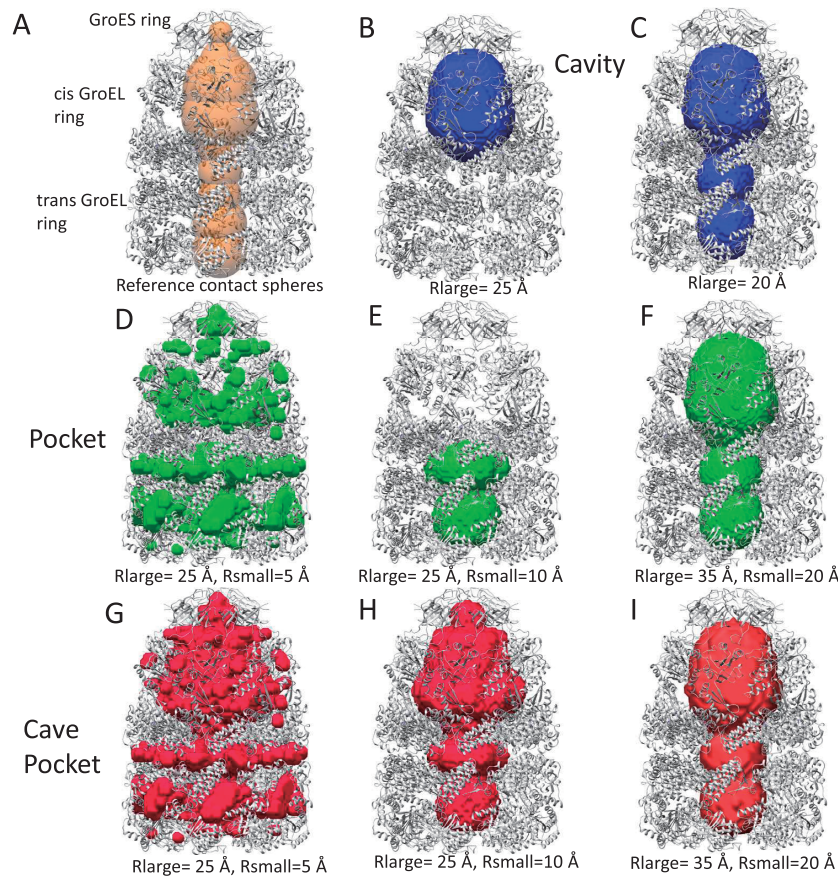 A
GroES ring
cis GroEL
ring
trans GroEL
ring
Reference contact spheres
B
Rlarge= 25 Å
Cavity
C
Rlarge= 20 Å
Pocket
D
Rlarge= 25 Å, Rsmall=5 Å
E
Rlarge= 25 Å, Rsmall=10 Å
F
Rlarge= 35 Å, Rsmall=20 Å
Cave
Pocket
G
Rlarge= 25 Å, Rsmall=5 Å
H
Rlarge= 25 Å, Rsmall=10 Å
I
Rlarge= 35 Å, Rsmall=20 Å